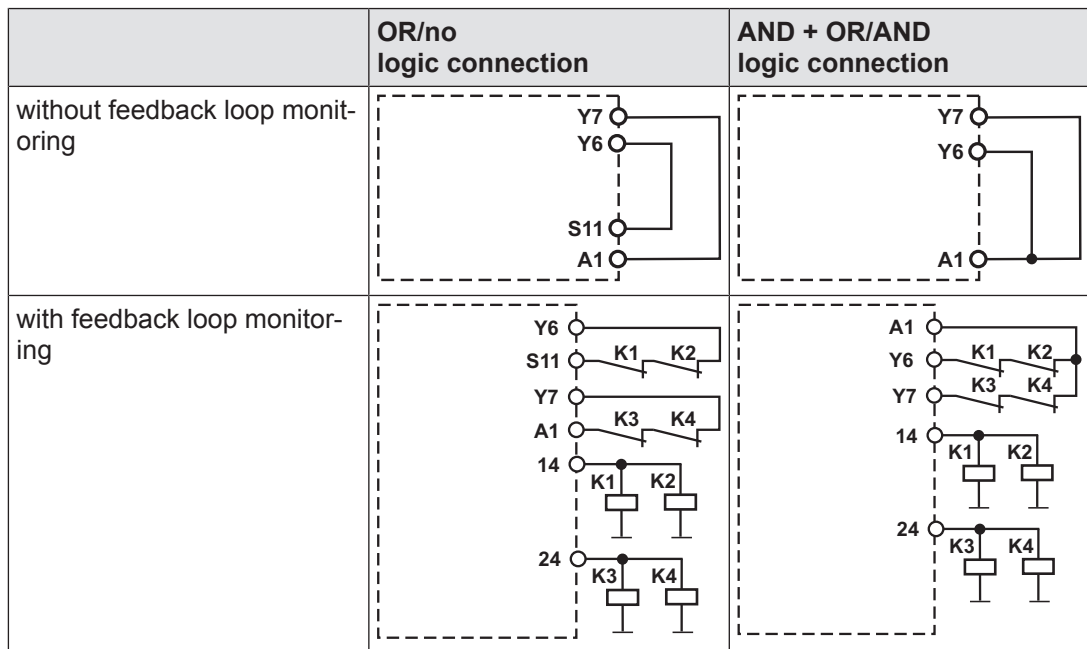 OR/no
logic connection
AND + OR/AND
logic connection
without feedback loop monit-
oring
Y7
Y6
S11
A1
Y7
Y6
A1
with feedback loop monitor-
ing
Y6
S11 K1 K2
Y7
A1 K3 K4
14
K1 K2
24
K3 K4
A1
Y6 K1 K2
Y7 K3 K4
14
K1 K2
24
K3 K4